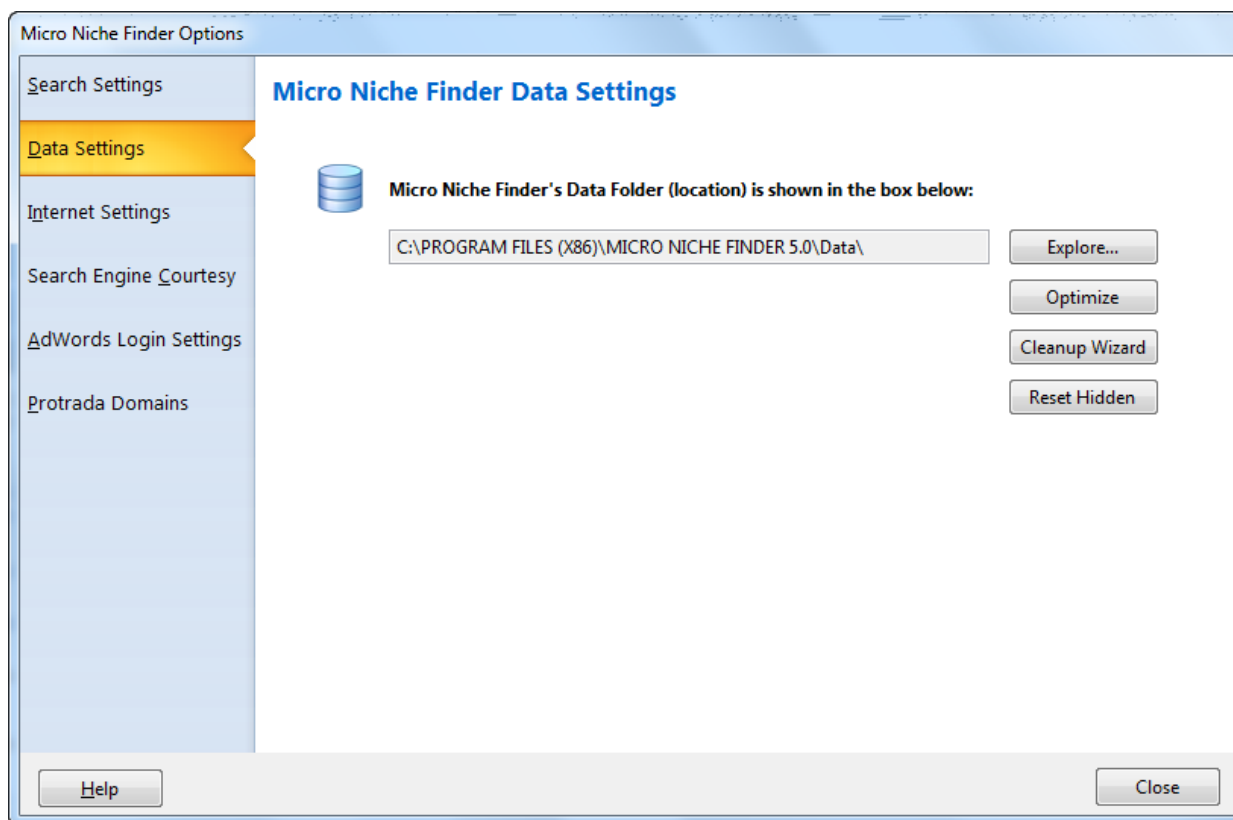 Micro Niche Finder Options
Search Settings
Data Settings
Internet Settings
Search Engine Courtesy
AdWords Login Settings
Protrada Domains
Micro Niche Finder Data Settings
Micro Niche Finder's Data Folder (location) is shown in the box below:
C:\PROGRAM FILES (X86)\MICRO NICHE FINDER 5.0\Data\
Explore...
Optimize
Cleanup Wizard
Reset Hidden
Help
Close